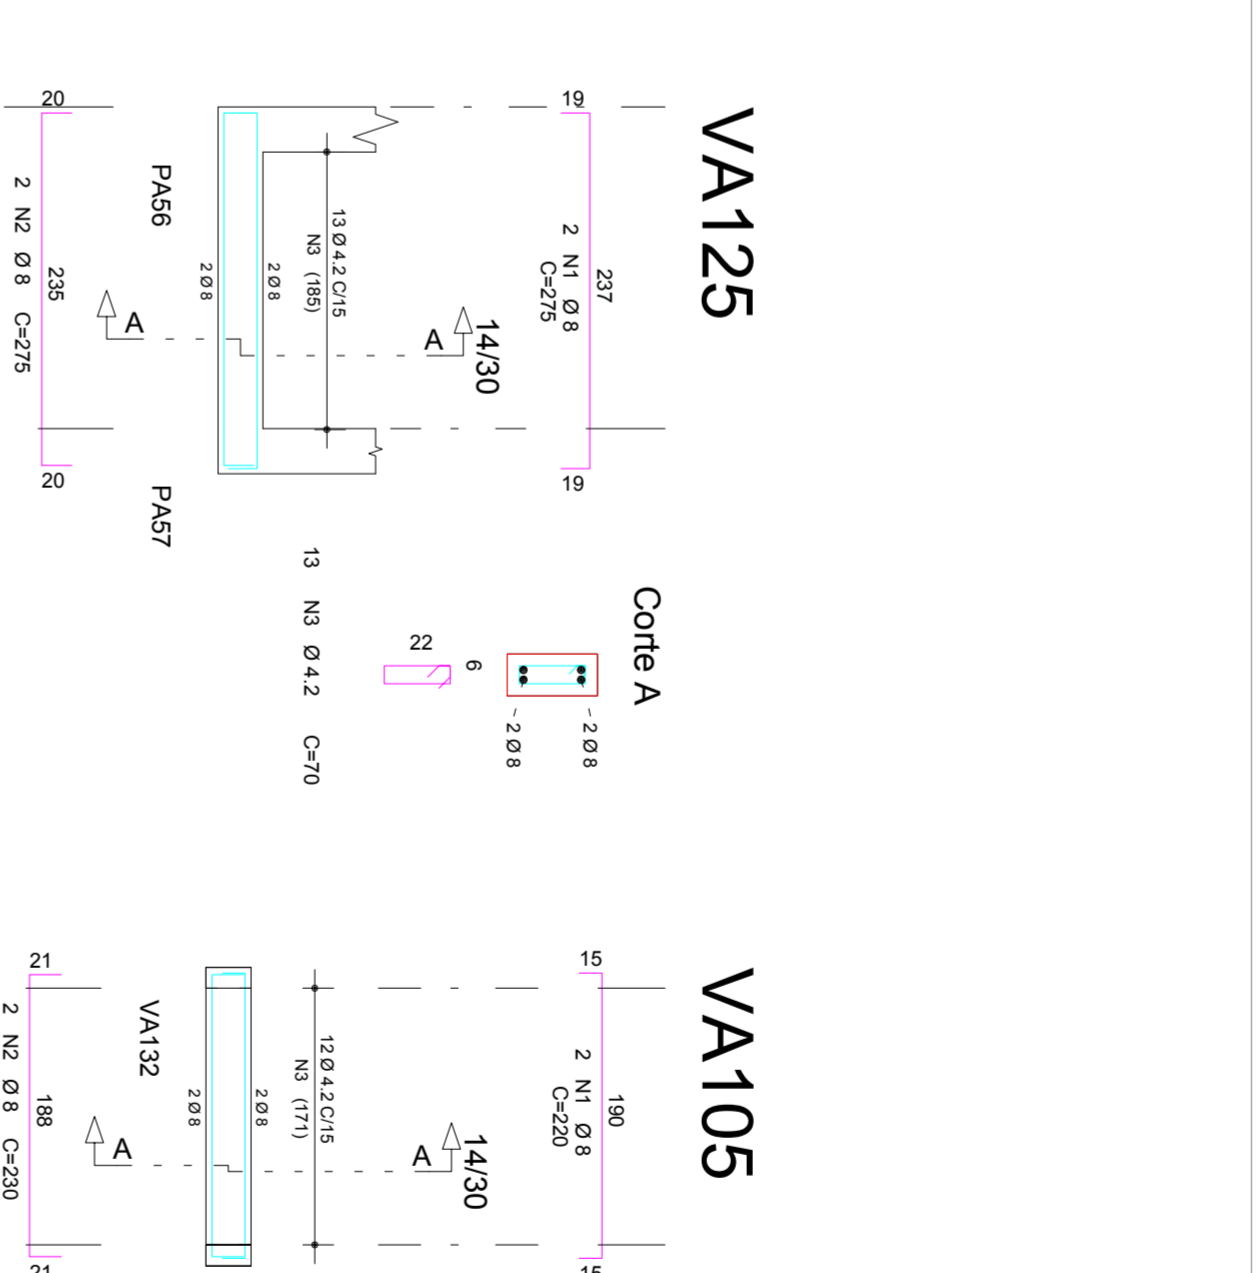 VA125
19
237
19
2 N1 Ø 8
C=275
14/30
A
13 Ø 4.2 C/15
N3 (185)
2 Ø 8
2 Ø 8
PA56
PA57
A
20
235
20
2 N2 Ø 8 C=275
Corte A
2 Ø 8
2 Ø 8
6
22
13 N3 Ø 4.2 C=70
VA105
15
190
15
2 N1 Ø 8
C=220
14/30
A
12 Ø 4.2 C/15
N3 (171)
2 Ø 8
2 Ø 8
VA132
A
21
188
21
2 N2 Ø 8 C=230